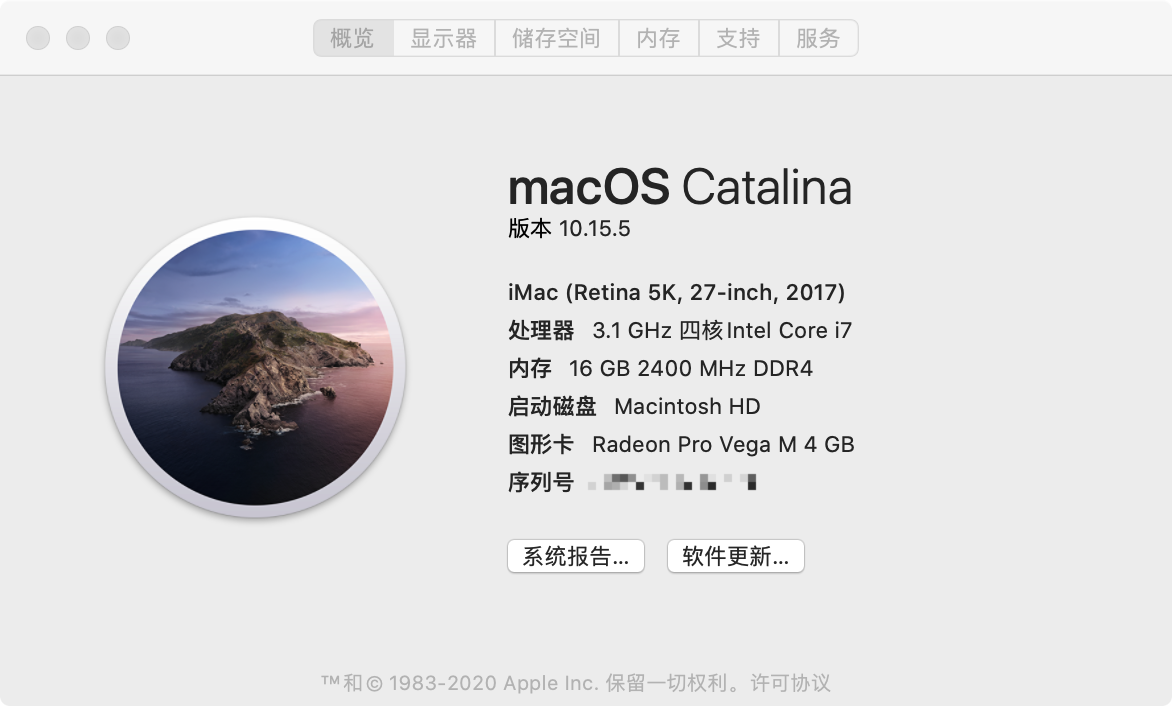 概览 显示器 储存空间 内存 支持 服务
macOS Catalina
版本 10.15.5
iMac (Retina 5K, 27-inch, 2017)
处理器 3.1 GHz 四核Intel Core i7
内存 16 GB 2400 MHz DDR4
启动磁盘 Macintosh HD
图形卡 Radeon Pro Vega M 4 GB
序列号
系统报告... 软件更新...
™和© 1983-2020 Apple Inc. 保留一切权利。许可协议